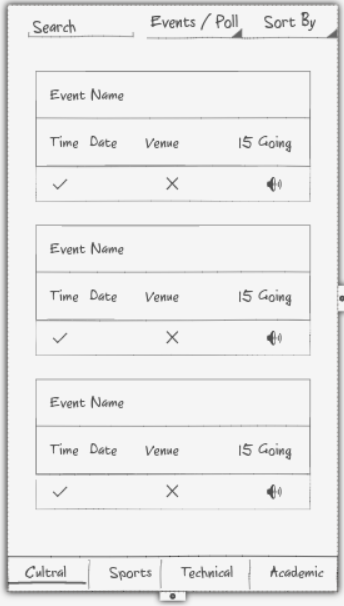 Search Events / Poll Sort By
Event Name
Time Date Venue 15 Going
Event Name
Time Date Venue 15 Going
Event Name
Time Date Venue 15 Going
Cultral Sports Technical Academic